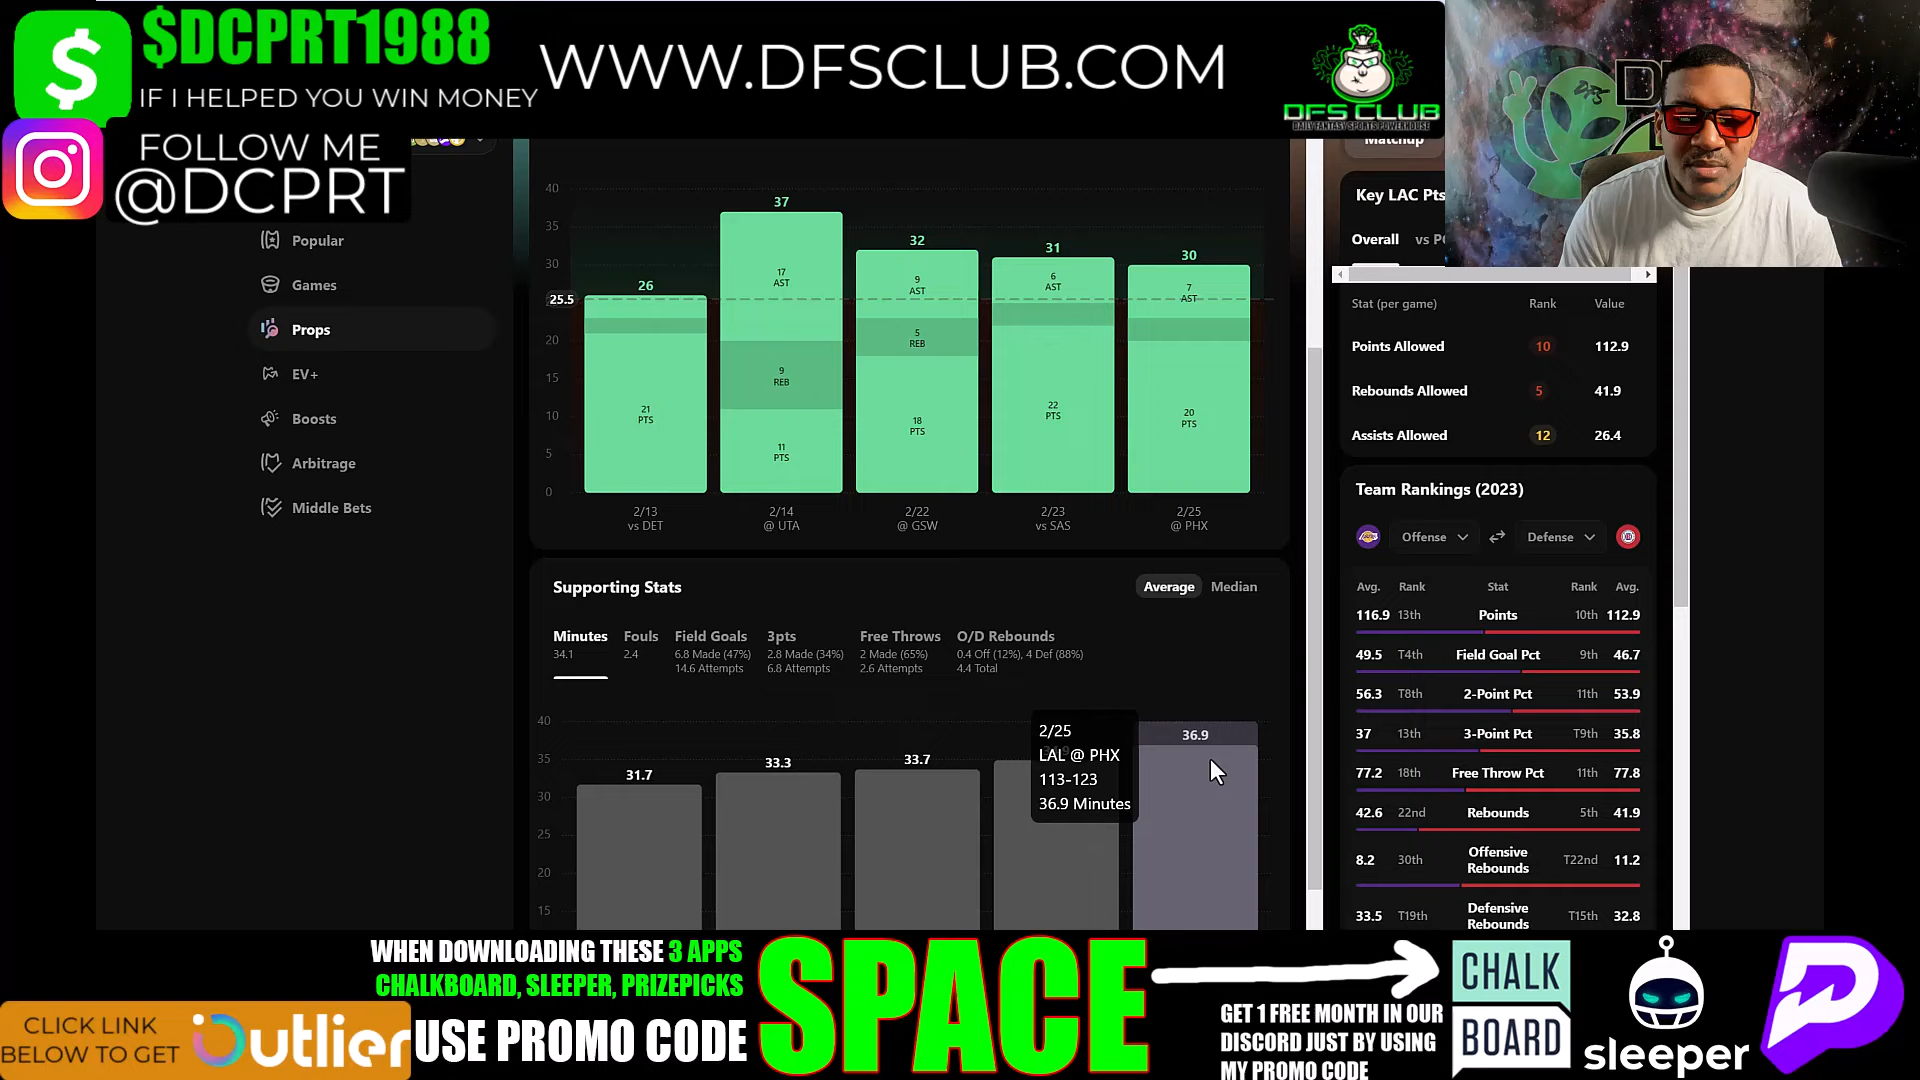 $DCPRT1988
IF I HELPED YOU WIN MONEY
WWW.DFSCLUB.COM
DFS CLUB
DAILY FANTASY SPORTS POWERHOUSE
FOLLOW ME
@DCPRT
Popular
Games
Props
EV+
Boosts
Arbitrage
Middle Bets
40
35
30
25.5
20
15
10
5
0
26
21
PTS
2/13
vs DET
37
17
AST
9
REB
11
PTS
2/14
@ UTA
32
9
AST
5
REB
18
PTS
2/22
@ GSW
31
6
AST
22
PTS
2/23
vs SAS
30
7
AST
20
PTS
2/25
@ PHX
Supporting Stats
Average Median
Minutes Fouls Field Goals 3pts Free Throws O/D Rebounds
34.1 2.4 6.8 Made (47%) 2.8 Made (34%) 2 Made (65%) 0.4 Off (12%), 4 Def (88%)
14.6 Attempts 6.8 Attempts 2.6 Attempts 4.4 Total
40
35
30
25
20
15
31.7
33.3
33.7
36.9
2/25
LAL @ PHX
113-123
36.9 Minutes
Matchup
Key LAC Pts
Overall vs
Stat (per game) Rank Value
Points Allowed 10 112.9
Rebounds Allowed 5 41.9
Assists Allowed 12 26.4
Team Rankings (2023)
Offense Defense
Avg. Rank Stat Rank Avg.
116.9 13th Points 10th 112.9
49.5 T4th Field Goal Pct 9th 46.7
56.3 T8th 2-Point Pct 11th 53.9
37 13th 3-Point Pct T9th 35.8
77.2 18th Free Throw Pct 11th 77.8
42.6 22nd Rebounds 5th 41.9
8.2 30th Offensive Rebounds T22nd 11.2
33.5 T19th Defensive Rebounds T15th 32.8
WHEN DOWNLOADING THESE 3 APPS
CHALKBOARD, SLEEPER, PRIZEPICKS
USE PROMO CODE
SPACE
CLICK LINK
BELOW TO GET
Outlier
GET 1 FREE MONTH IN OUR
DISCORD JUST BY USING
MY PROMO CODE
CHALK
BOARD
sleeper